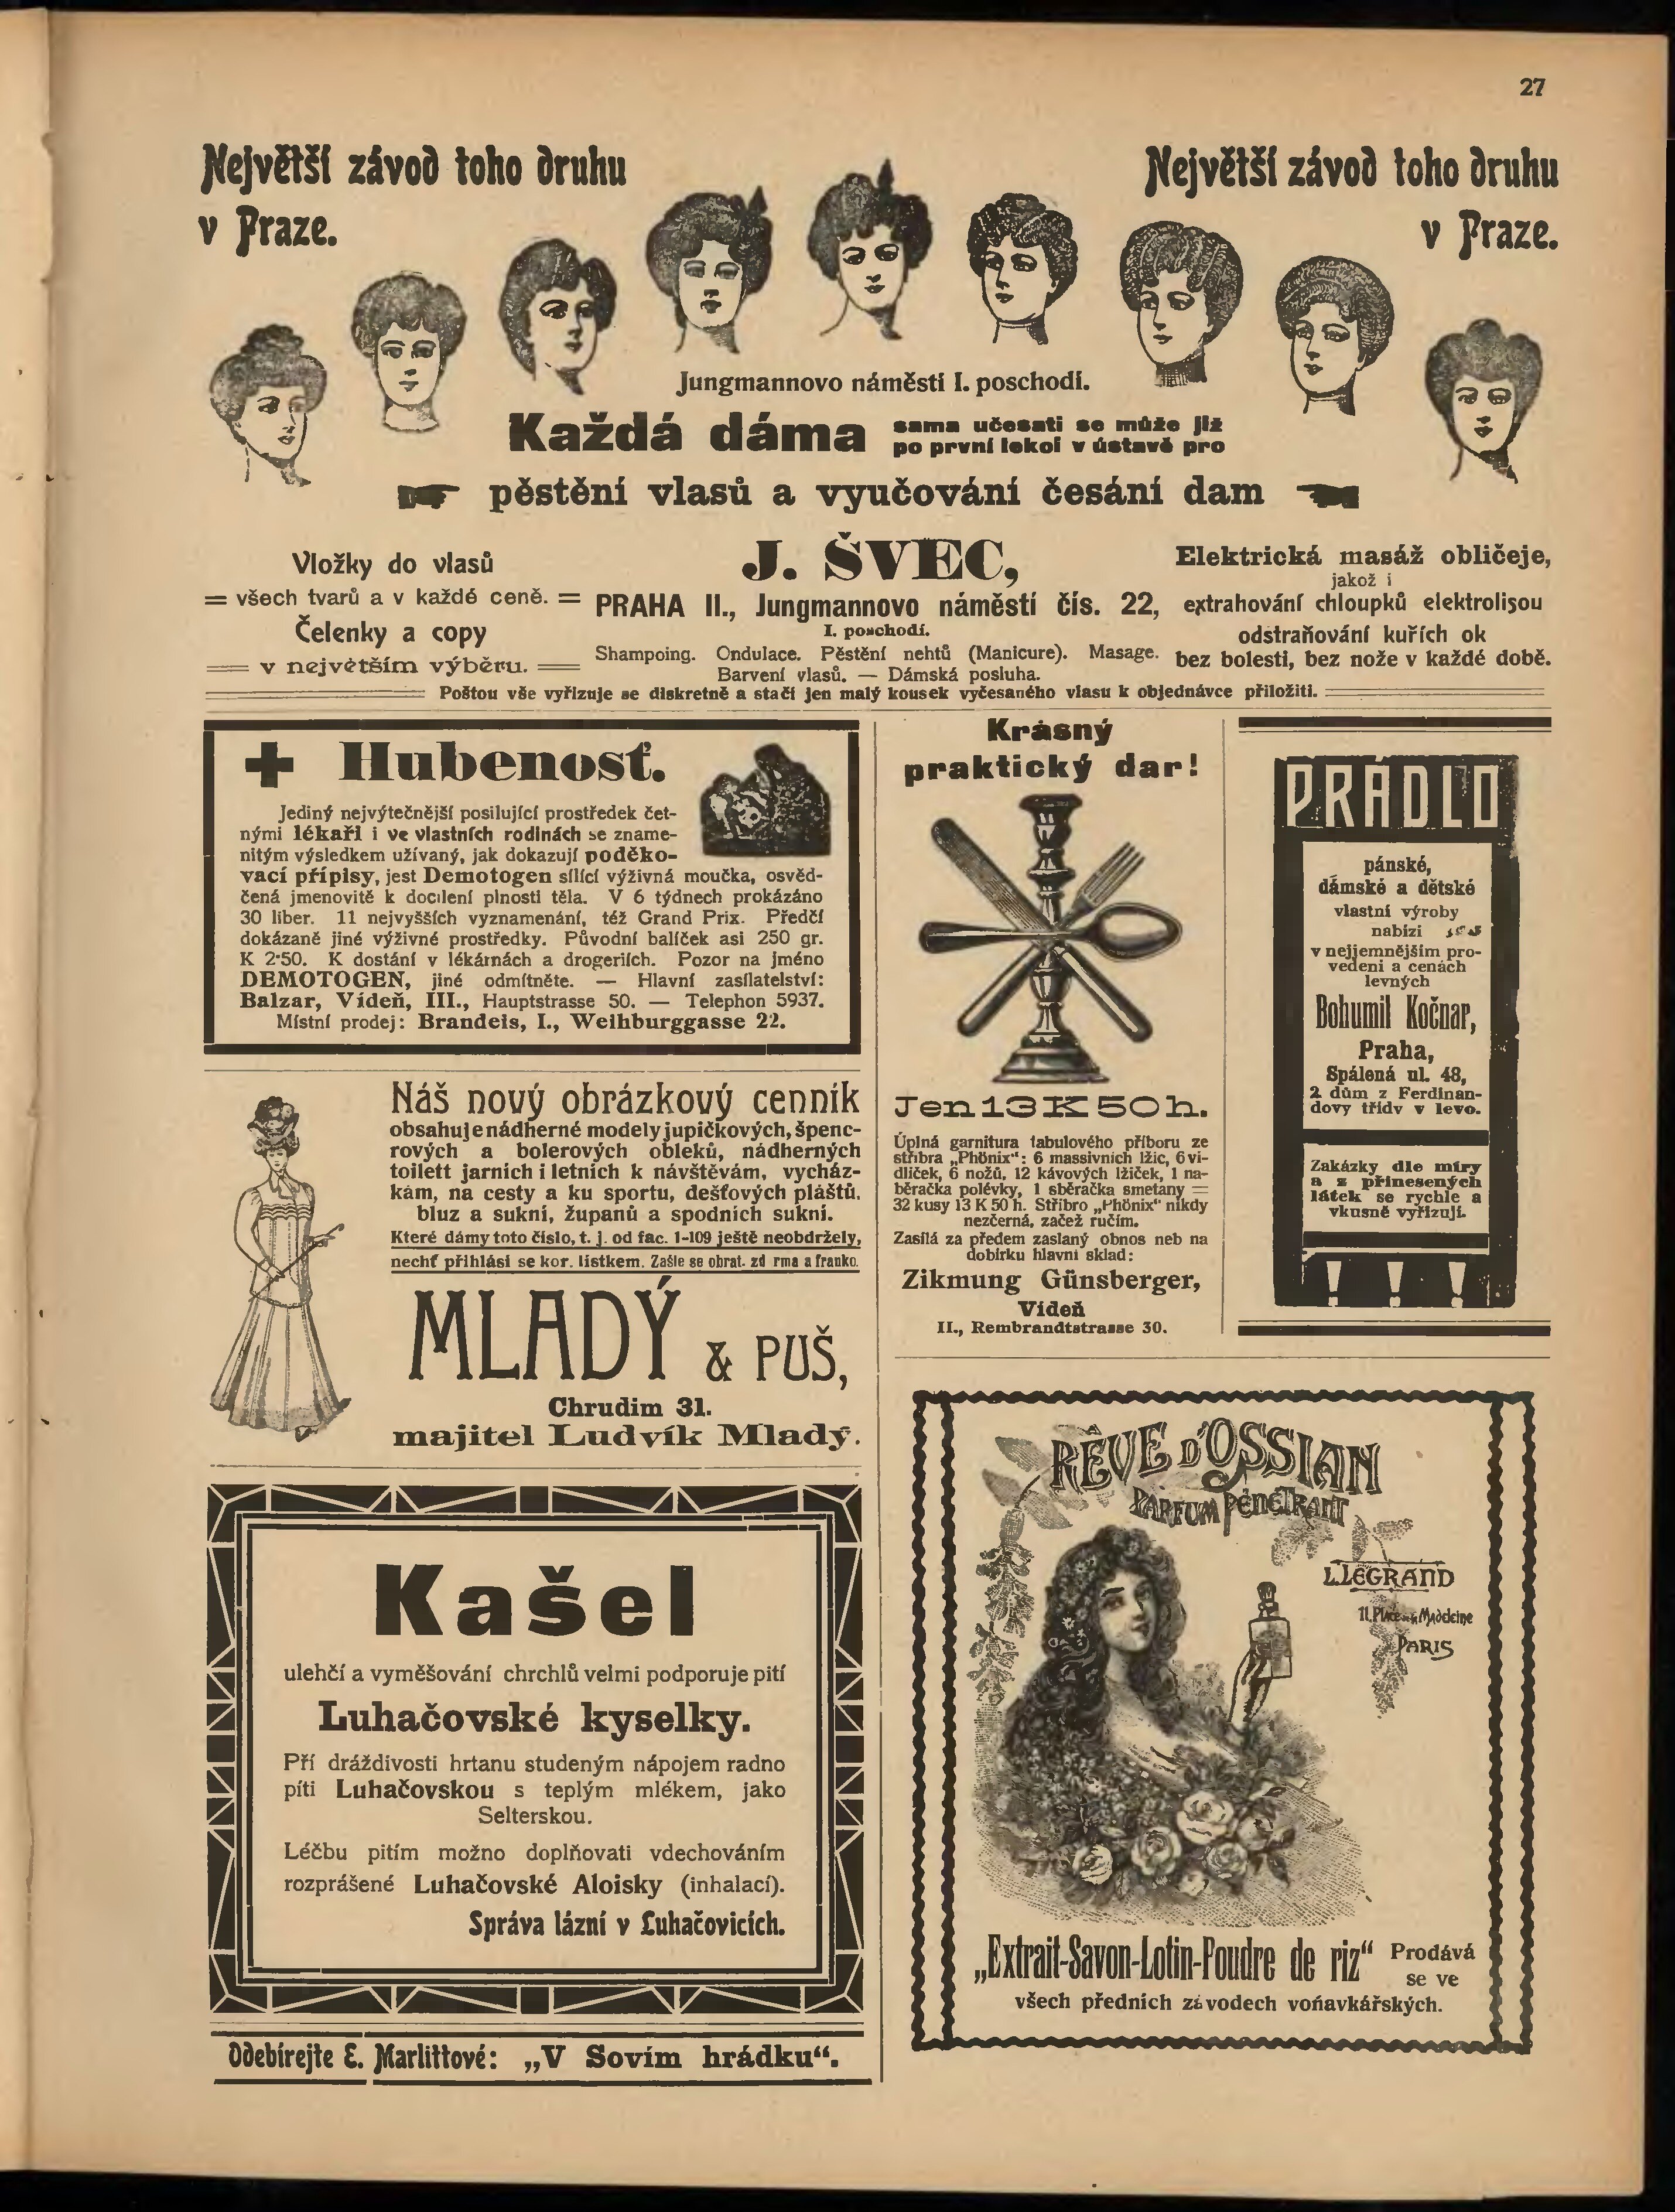 27
Největší závod toho druhu
v Praze.
Největší závod toho druhu
v Praze.
Jungmannovo náměstí I. poschodí.
Každá dáma
sama učesati se může již
po první lekci v ústavě pro
pěstění vlasů a vyučování česání dam
Vložky do vlasů
= všech tvarů a v každé ceně. =
Čelenky a copy
v největším výběru.
J. ŠVEC,
PRAHA II., Jungmannovo náměstí čís. 22,
I. poschodí.
Shampoing. Ondulace. Pěstění nehtů (Manicure). Masage.
Barvení vlasů. — Dámská posluha.
Elektrická masáž obličeje,
jakož i
extrahování chloupků elektrolisou
odstraňování kuřích ok
bez bolesti, bez nože v každé době.
Poštou vše vyřizuje se diskretně a stačí jen malý kousek vyčesaného vlasu k objednávce přiložiti.
+ Hubenosť.
Jediný nejvýtečnější posilující prostředek čet-
nými lékaři i ve vlastních rodinách se zname-
nitým výsledkem užívaný, jak dokazují poděko-
vací přípisy, jest Demotogen sílící výživná moučka, osvěd-
čená jmenovitě k docílení plnosti těla. V 6 týdnech prokázáno
30 liber. 11 nejvyšších vyznamenání, též Grand Prix. Předčí
dokázaně jiné výživné prostředky. Původní balíček asi 250 gr.
K 2·50. K dostání v lékárnách a drogeriích. Pozor na jméno
DEMOTOGEN, jiné odmítněte. — Hlavní zasílatelství:
Balzar, Vídeň, III., Hauptstrasse 50. — Telephon 5937.
Místní prodej: Brandeis, I., Weihburggasse 22.
Náš nový obrázkový cenník
obsahuje nádherné modely jupičkových, špenc-
rových a bolerových obleků, nádherných
toilett jarních i letních k návštěvám, vycház-
kám, na cesty a ku sportu, dešťových plášťů,
bluz a sukní, županů a spodních sukní.
Které dámy toto číslo, t. j. od fac. 1-109 ještě neobdržely,
nechť přihlásí se kor. lístkem. Zašle se obrat. zd rma a franko.
MLADÝ & PUŠ,
Chrudim 31.
majitel Ludvík Mladý.
Kašel
ulehčí a vyměšování chrchlů velmi podporuje pití
Luhačovské kyselky.
Pří dráždivosti hrtanu studeným nápojem radno
píti Luhačovskou s teplým mlékem, jako
Selterskou.
Léčbu pitím možno doplňovati vdechováním
rozprášené Luhačovské Aloisky (inhalací).
Správa lázní v Luhačovicích.
Odebírejte E. Marlittové: „V Sovím hrádku“.
Krásný
praktický dar!
Jen 13 K 50 h.
Úplná garnitura tabulového příboru ze
stříbra „Phönix“: 6 massivních lžic, 6 vi-
dliček, 6 nožů, 12 kávových lžiček, 1 na-
běračka polévky, 1 sběračka smetany =
32 kusy 13 K 50 h. Stříbro „Phönix“ nikdy
nezčerná, začež ručím.
Zasílá za předem zaslaný obnos neb na
dobírku hlavní sklad:
Zikmung Günsberger,
Vídeň
II., Rembrandtstrasse 30.
PRÁDLO
pánské,
dámské a dětské
vlastní výroby
nabízí
v nejjemnějším pro-
vedení a cenách
levných
Bohumil Kočnar,
Praha,
Spálená ul. 48,
2. dům z Ferdinan-
dovy třídy v levo.
Zakázky dle míry
a z přinesených
látek se rychle a
vkusně vyřizují.
RÊVE D'OSSIAN
PARFUM PÉNÉTRANT
L. LEGRAND
11, Place de la Madeleine
PARIS
„Extrait-Savon-Lotin-Poudre de riz“ Prodává
se ve
všech předních závodech voňavkářských.